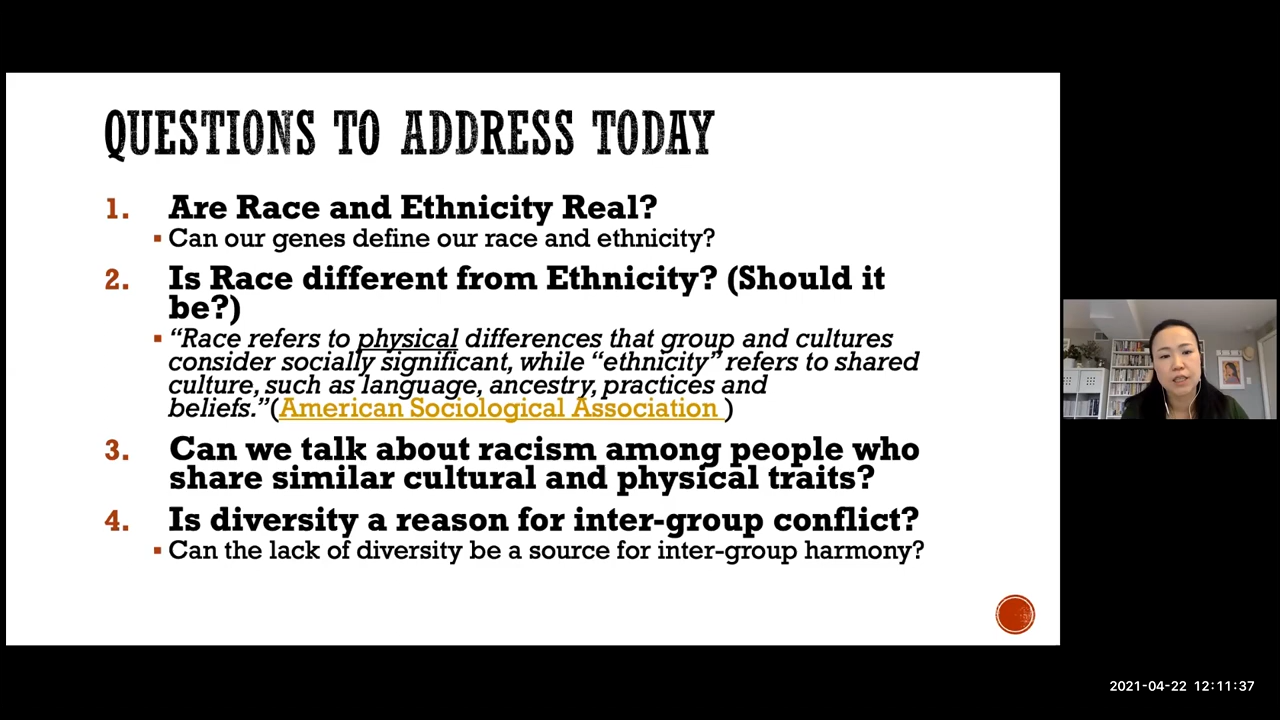 QUESTIONS TO ADDRESS TODAY
1. Are Race and Ethnicity Real?
▪ Can our genes define our race and ethnicity?
2. Is Race different from Ethnicity? (Should it
be?)
▪ “Race refers to physical differences that group and cultures
consider socially significant, while “ethnicity” refers to shared
culture, such as language, ancestry, practices and
beliefs.”(American Sociological Association )
3. Can we talk about racism among people who
share similar cultural and physical traits?
4. Is diversity a reason for inter-group conflict?
▪ Can the lack of diversity be a source for inter-group harmony?
2021-04-22 12:11:37